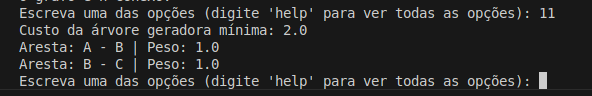 Escreva uma das opções (digite 'help' para ver todas as opções): 11
Custo da árvore geradora mínima: 2.0
Aresta: A - B | Peso: 1.0
Aresta: B - C | Peso: 1.0
Escreva uma das opções (digite 'help' para ver todas as opções):